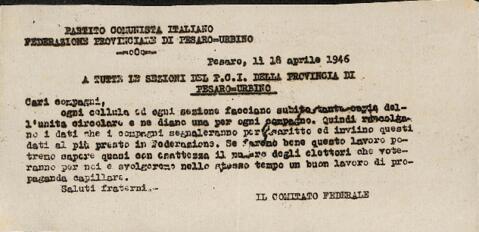 PARTITO COMUNISTA ITALIANO
FEDERAZIONE PROVINCIALE DI PESARO=URBINO
=oOo=
Pesaro, li 18 aprile 1946
A TUTTE LE SEZIONI DEL P.C.I. DELLA PROVINCIA DI
PESARO=URBINO
Cari compagni,
ogni cellula ed ogni sezione facciano subito tante copie del-
l'unita circolare e ne diano una per ogni compagno. Quindi raccolga-
no i dati che i compagni segnaleranno per iscritto ed inviino questi
dati al più presto in Federazione. Se faremo bene questo lavoro po-
tremo sapere quasi con esattezza il numero degli elettori che vote-
ranno per noi e svolgeremo nello stesso tempo un buon lavoro di pro-
paganda capillare.
Saluti fraterni.-
IL COMITATO FEDERALE